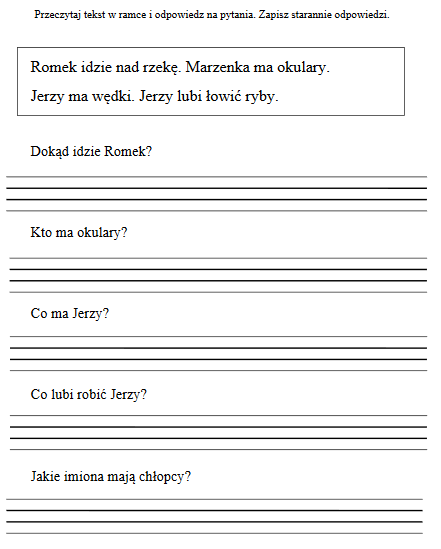 Przeczytaj tekst w ramce i odpowiedz na pytania. Zapisz starannie odpowiedzi.
Romek idzie nad rzekę. Marzenka ma okulary.
Jerzy ma wędki. Jerzy lubi łowić ryby.
Dokąd idzie Romek?
Kto ma okulary?
Co ma Jerzy?
Co lubi robić Jerzy?
Jakie imiona mają chłopcy?